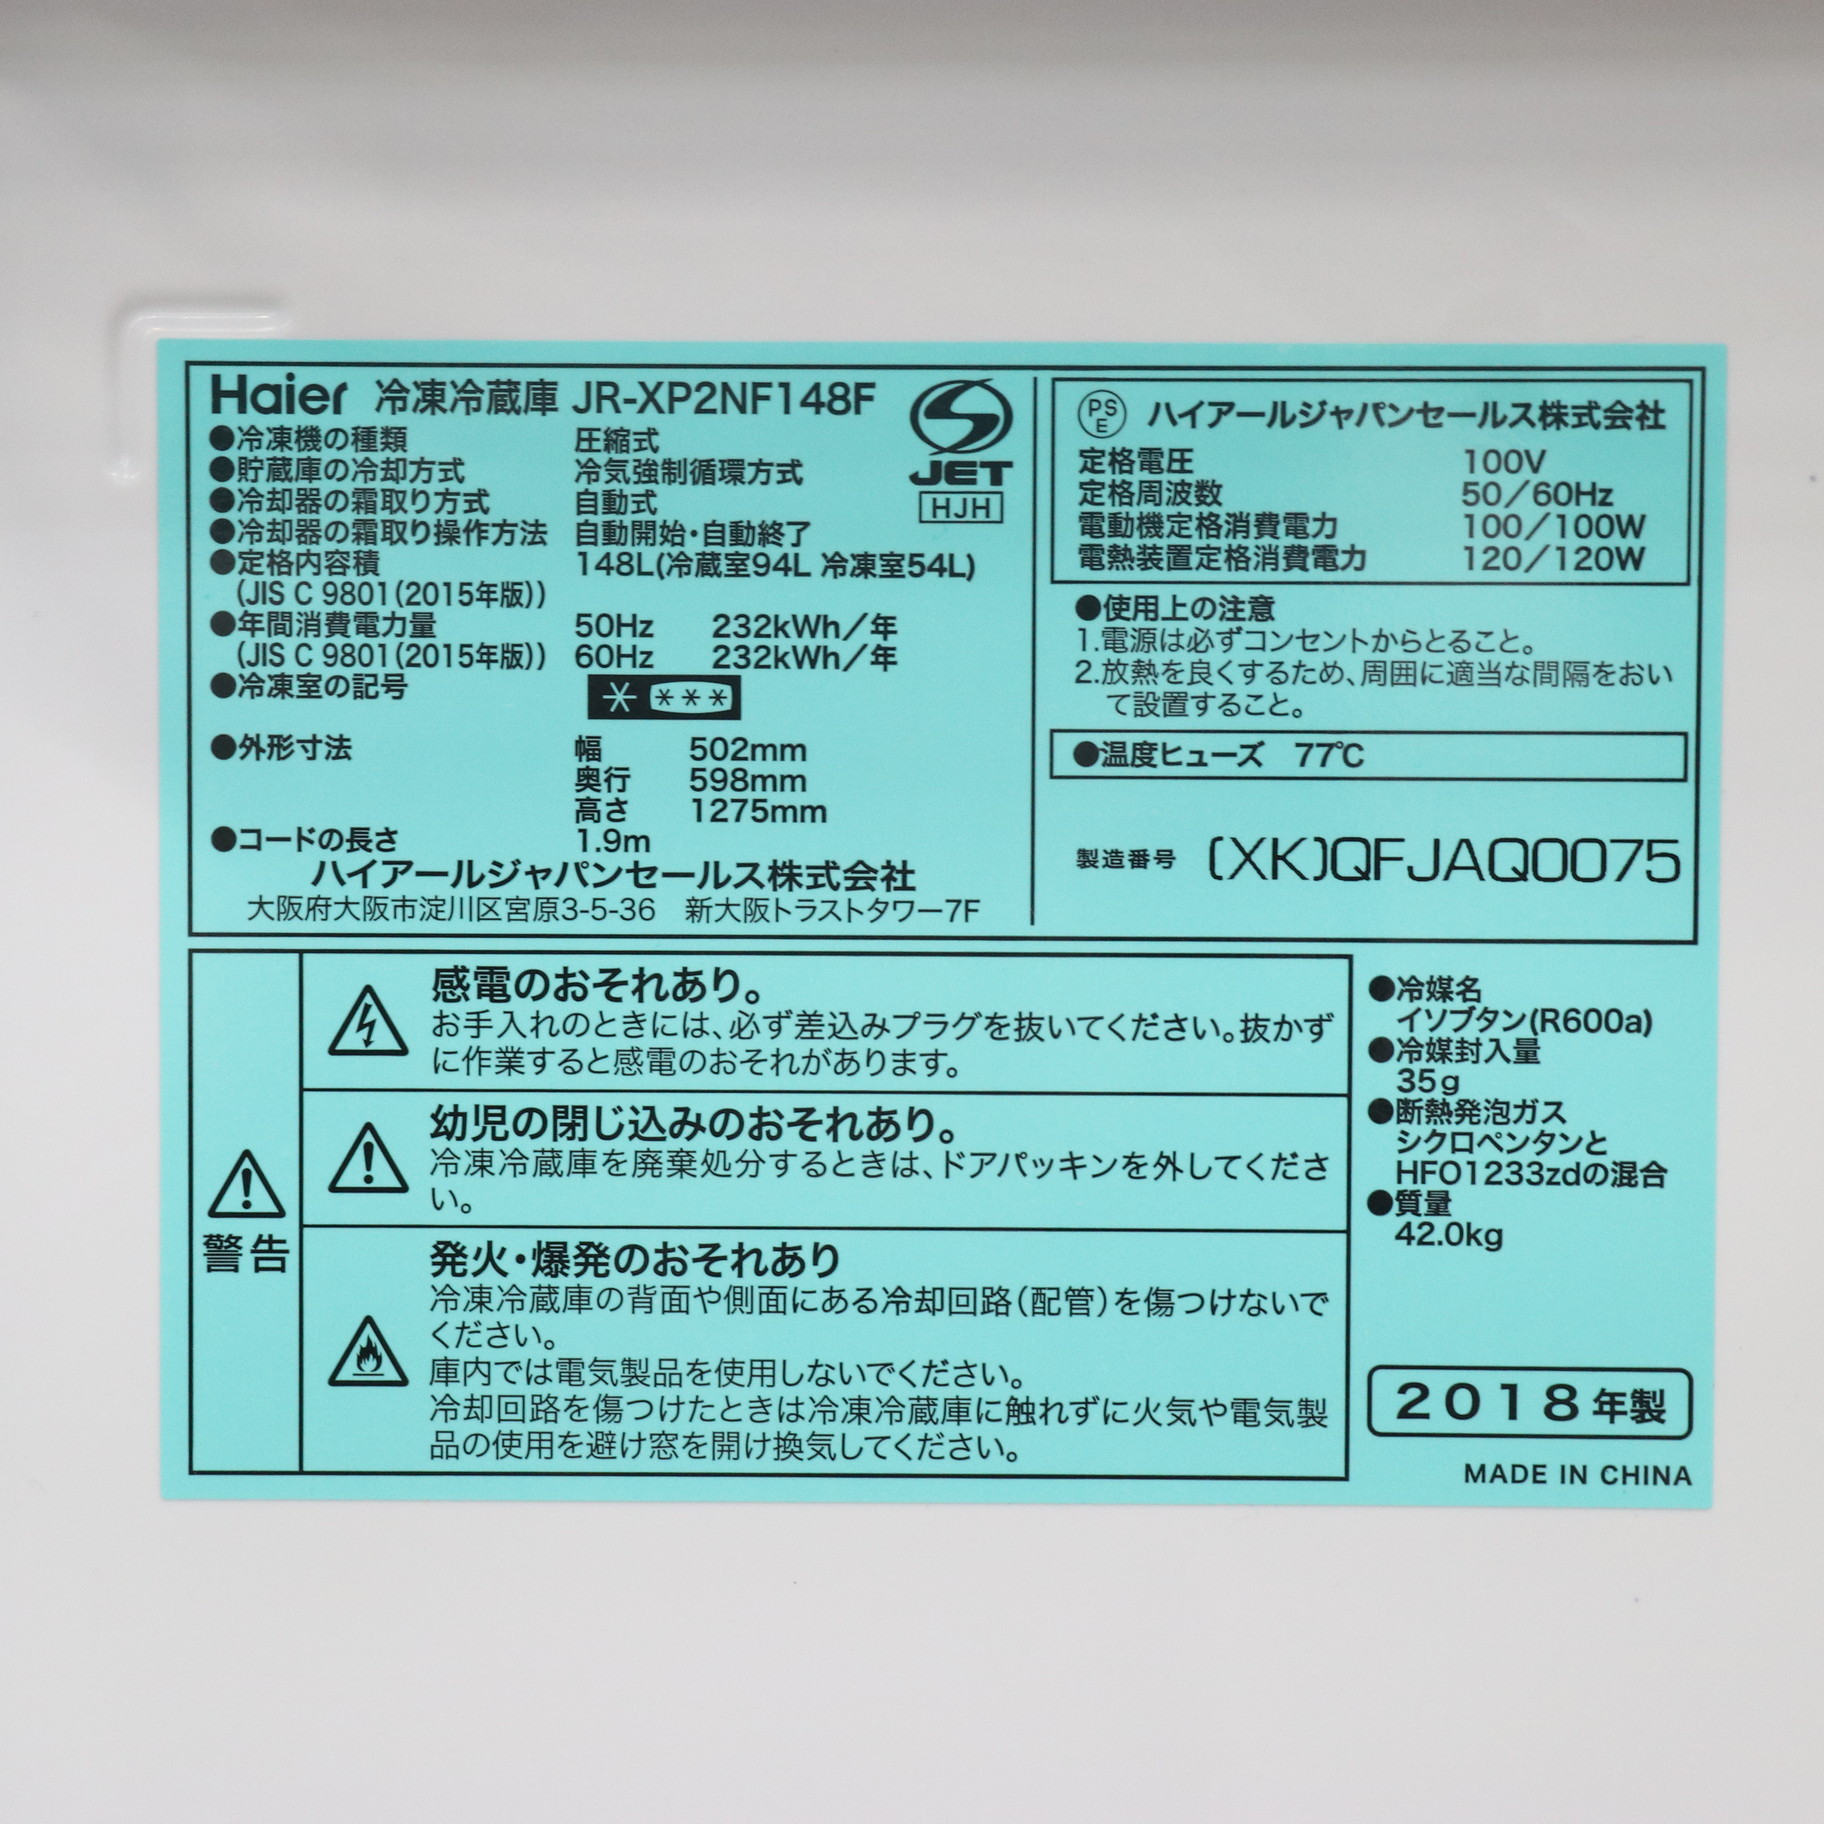 Haier 冷凍冷蔵庫 JR-XP2NF148F
●冷凍機の種類 圧縮式
●貯蔵庫の冷却方式 冷気強制循環方式
●冷却器の霜取り方式 自動式
●冷却器の霜取り操作方法 自動開始・自動終了
●定格内容積 148L(冷蔵室94L 冷凍室54L)
(JIS C 9801(2015年版))
●年間消費電力量 50Hz 232kWh／年
(JIS C 9801(2015年版)) 60Hz 232kWh／年
●冷凍室の記号 * ***
●外形寸法 幅 502mm
奥行 598mm
高さ 1275mm
●コードの長さ 1.9m
ハイアールジャパンセールス株式会社
大阪府大阪市淀川区宮原3-5-36 新大阪トラストタワー7F
JET
HJH
PS
E
ハイアールジャパンセールス株式会社
定格電圧 100V
定格周波数 50／60Hz
電動機定格消費電力 100／100W
電熱装置定格消費電力 120／120W
●使用上の注意
1.電源は必ずコンセントからとること。
2.放熱を良くするため、周囲に適当な間隔をおい
て設置すること。
●温度ヒューズ 77℃
製造番号 (XK)QFJAQ0075
警告
感電のおそれあり。
お手入れのときには、必ず差込みプラグを抜いてください。抜かず
に作業すると感電のおそれがあります。
幼児の閉じ込みのおそれあり。
冷凍冷蔵庫を廃棄処分するときは、ドアパッキンを外してくださ
い。
発火・爆発のおそれあり
冷凍冷蔵庫の背面や側面にある冷却回路(配管)を傷つけないで
ください。
庫内では電気製品を使用しないでください。
冷却回路を傷つけたときは冷凍冷蔵庫に触れずに火気や電気製
品の使用を避け窓を開け換気してください。
●冷媒名
イソブタン(R600a)
●冷媒封入量
35g
●断熱発泡ガス
シクロペンタンと
HFO1233zdの混合
●質量
42.0kg
2018年製
MADE IN CHINA